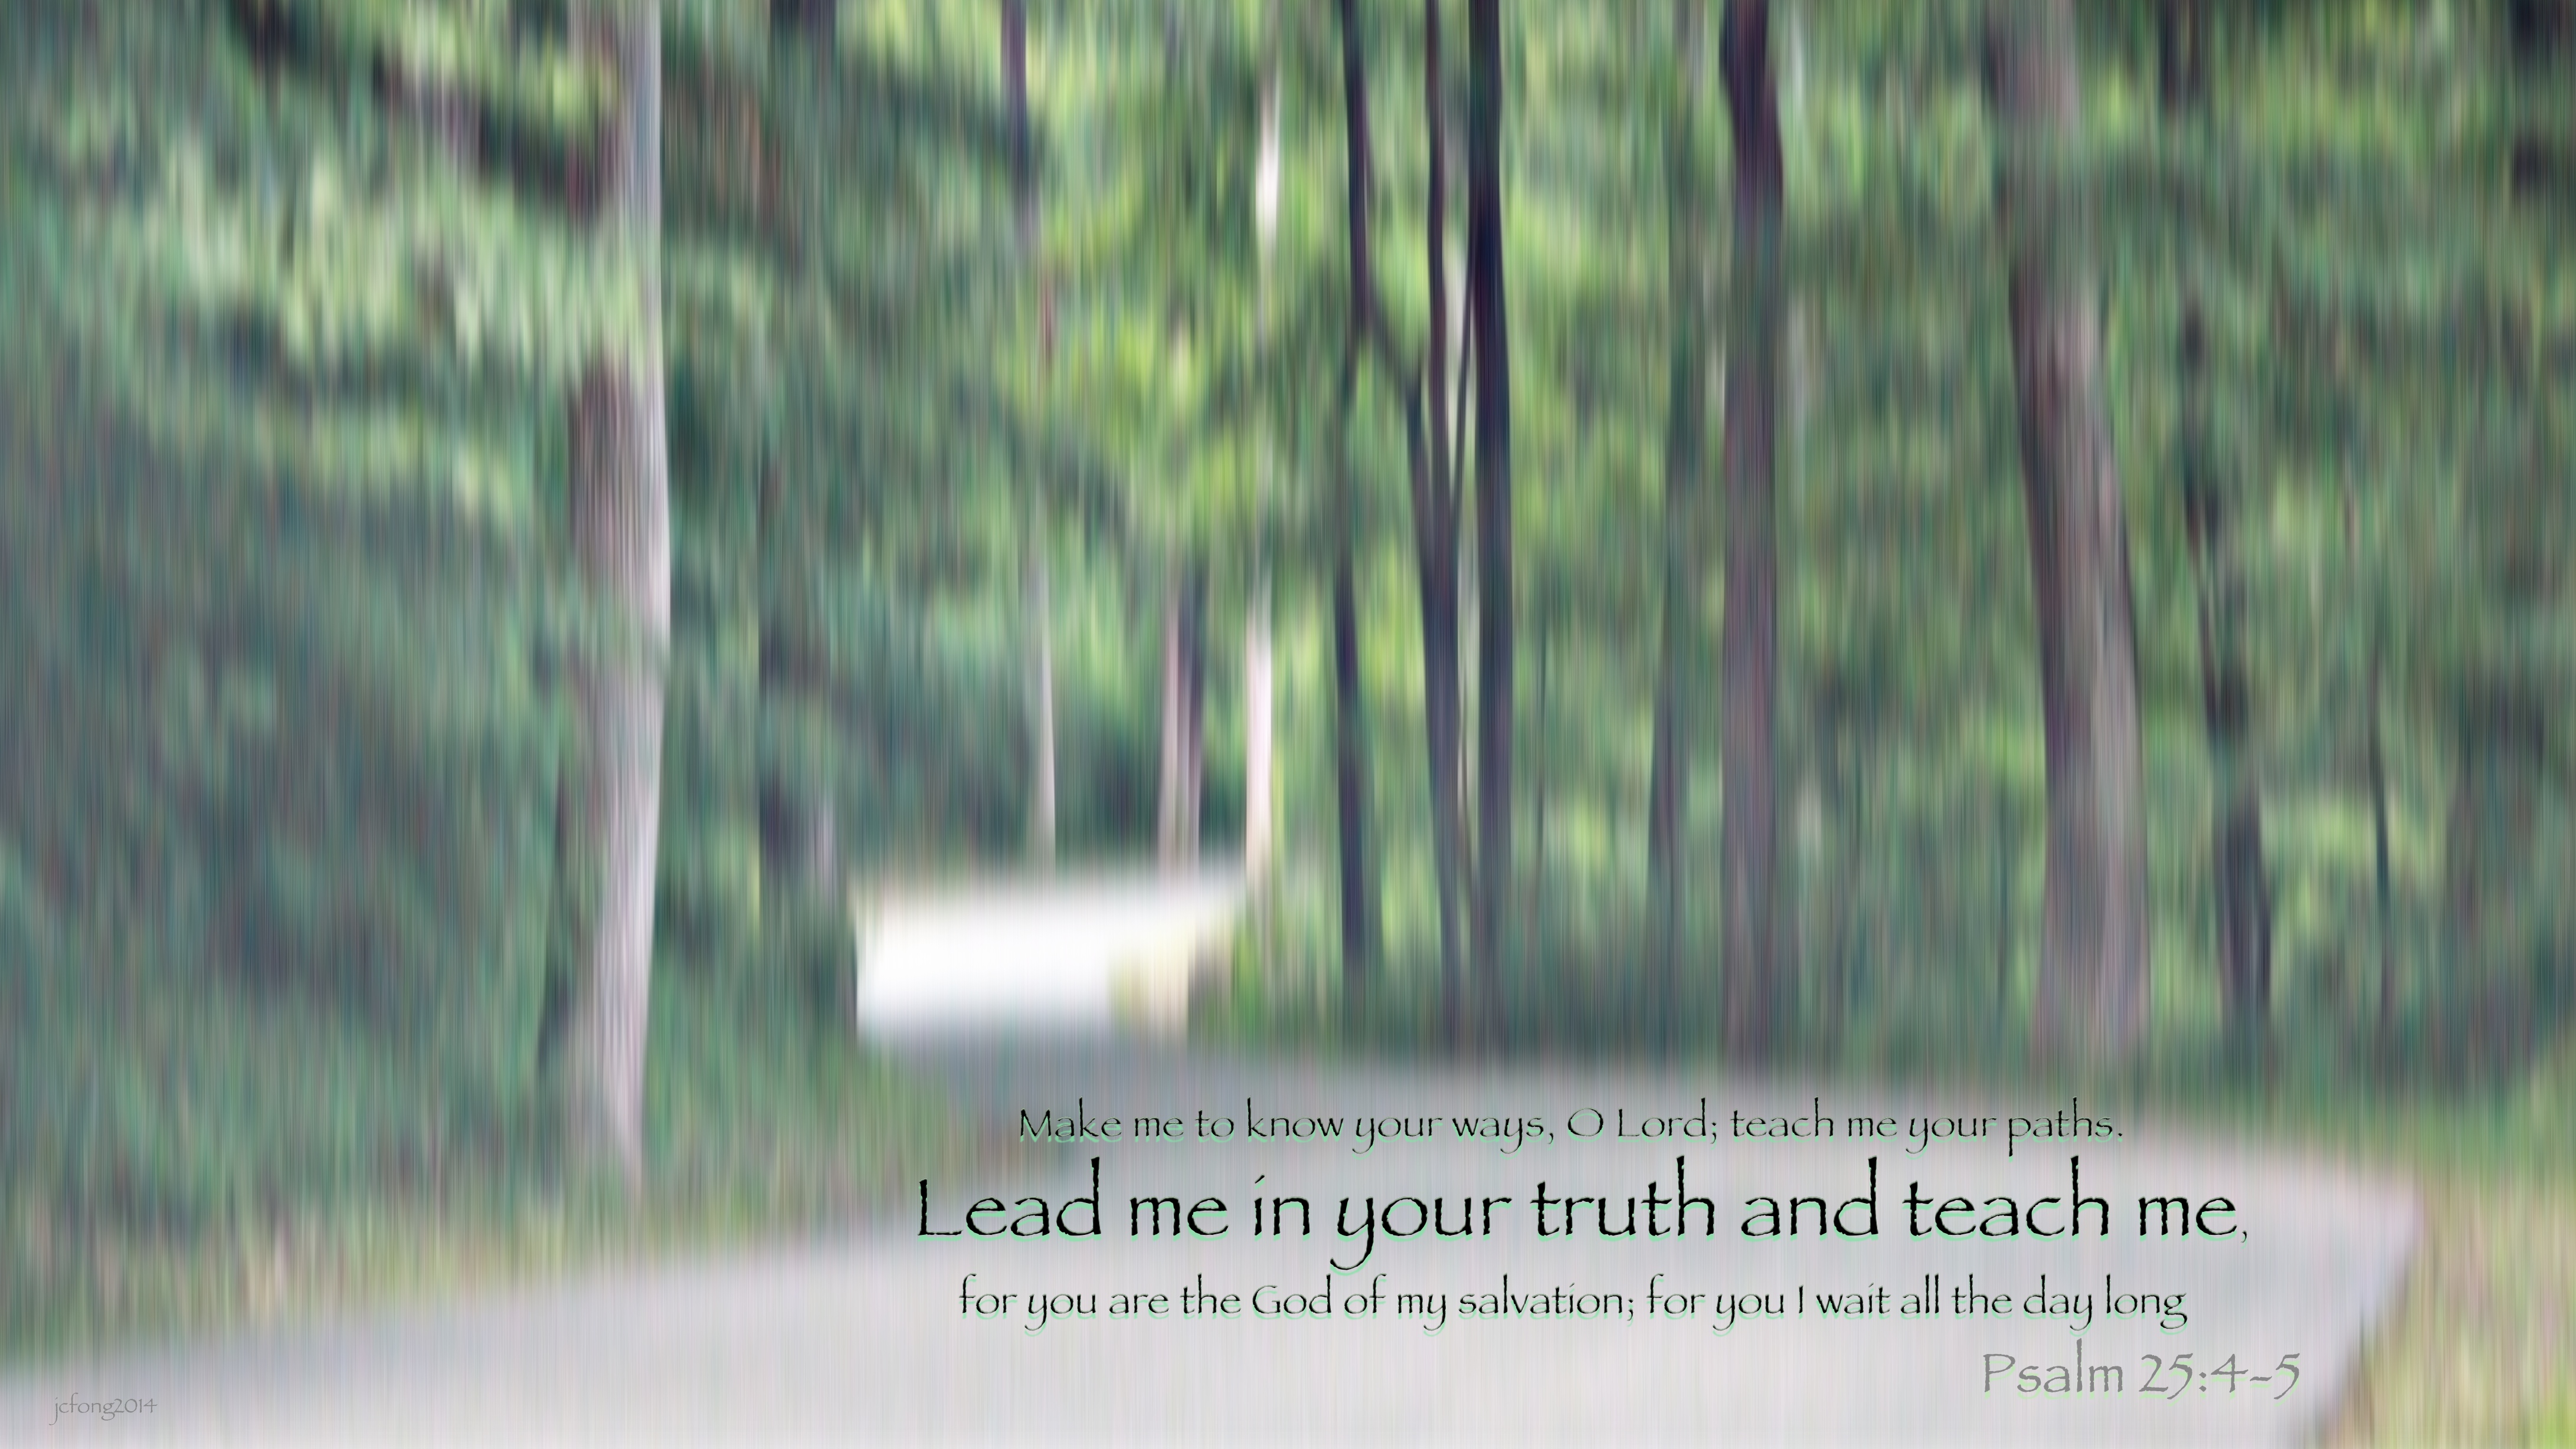 Make me to know your ways, O Lord; teach me your paths.
Lead me in your truth and teach me,
for you are the God of my salvation; for you I wait all the day long
Psalm 25:4-5
jcfong2014